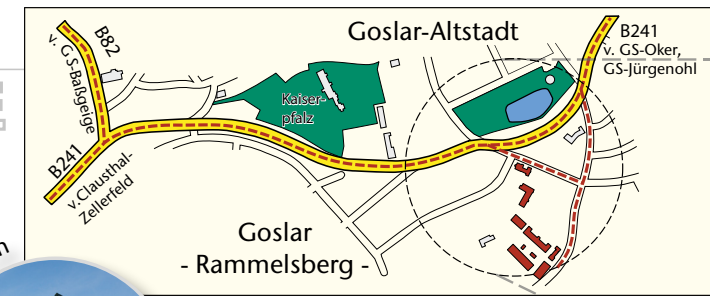 B82
v. GS-Baßgeige
B241
v.Clausthal-
Zellerfeld
Kaiser-
pfalz
Goslar-Altstadt
B241
v. GS-Oker,
GS-Jürgenohl
Goslar
- Rammelsberg -